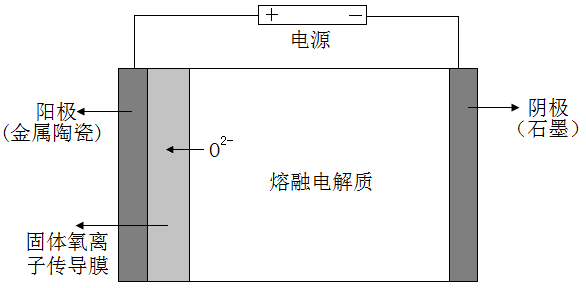 + −
电源
阳极
(金属陶瓷)
O²⁻
熔融电解质
阴极
（石墨）
固体氧离
子传导膜